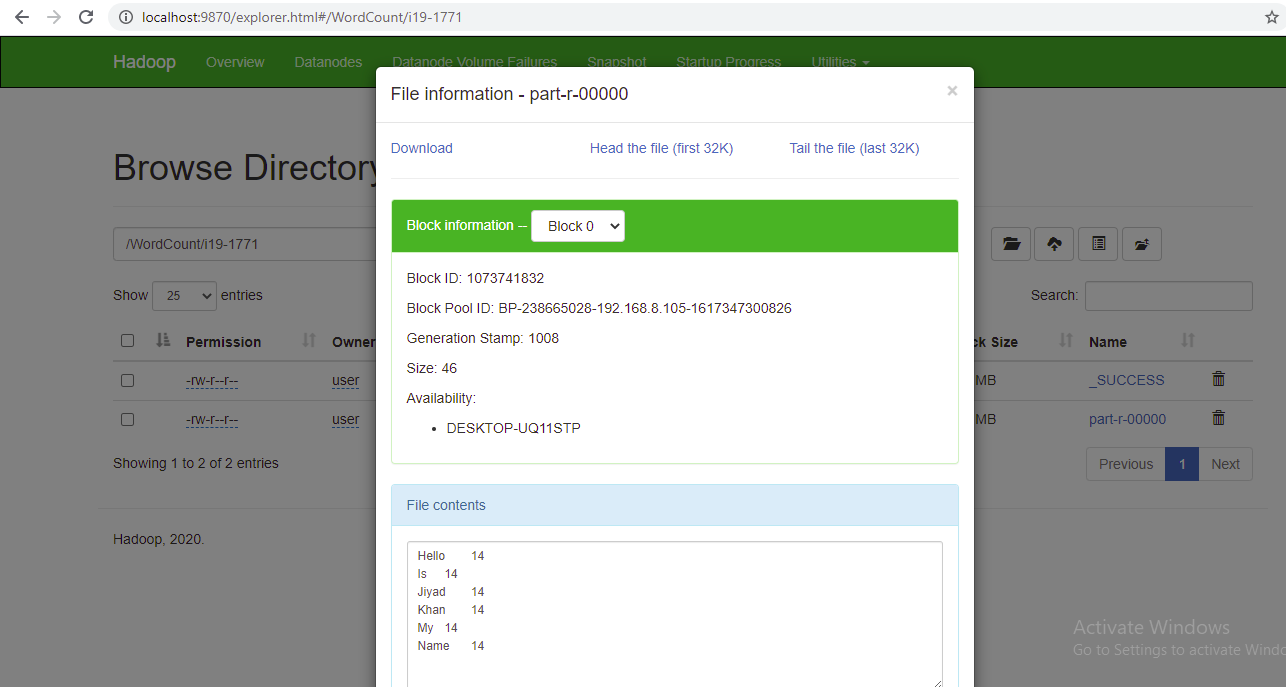 localhost:9870/explorer.html#/WordCount/i19-1771
Hadoop Overview Datanodes Datanode Volume Failures Snapshot Startup Progress Utilities
File information - part-r-00000 ×
Download Head the file (first 32K) Tail the file (last 32K)
Browse Directory
Block information -- Block 0
/WordCount/i19-1771
Block ID: 1073741832
Show 25 entries Search:
Block Pool ID: BP-238665028-192.168.8.105-1617347300826
Generation Stamp: 1008
Permission Owner ck Size Name
Size: 46
-rw-r--r-- user MB _SUCCESS
Availability:
-rw-r--r-- user MB part-r-00000
• DESKTOP-UQ11STP
Showing 1 to 2 of 2 entries Previous 1 Next
File contents
Hadoop, 2020.
Hello 14
Is 14
Jiyad 14
Khan 14
My 14
Name 14
Activate Windows
Go to Settings to activate Windo